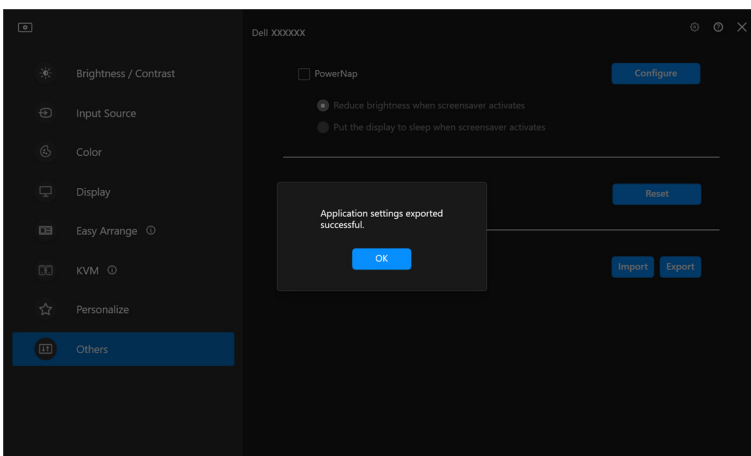 Dell XXXXXX
Brightness / Contrast
Input Source
Color
Display
Easy Arrange
KVM
Personalize
Others
PowerNap
Configure
Reduce brightness when screensaver activates
Put the display to sleep when screensaver activates
Reset
Application settings exported
successful.
OK
Import Export